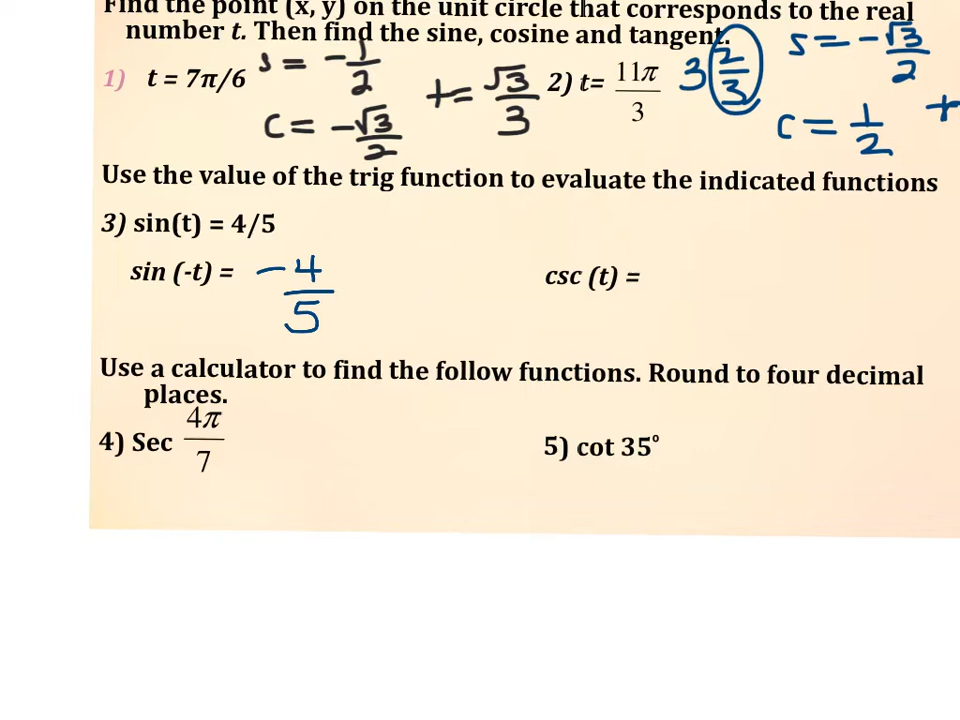 Find the point (x, y) on the unit circle that corresponds to the real
number t. Then find the sine, cosine and tangent.
1) t = 7π/6 s = -1/2 c = -√3/2 t = √3/3
2) t= 11π/3 3 2/3 s = -√3/2 c = 1/2 t
Use the value of the trig function to evaluate the indicated functions
3) sin(t) = 4/5
sin (-t) = -4/5 csc (t) =
Use a calculator to find the follow functions. Round to four decimal
places.
4) Sec 4π/7 5) cot 35°